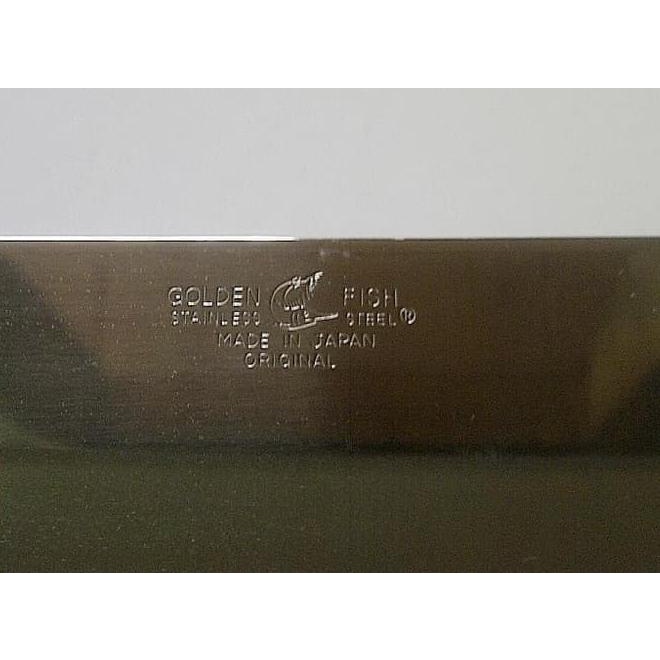 GOLDEN FISH
STAINLESS STEEL®
MADE IN JAPAN
ORIGINAL